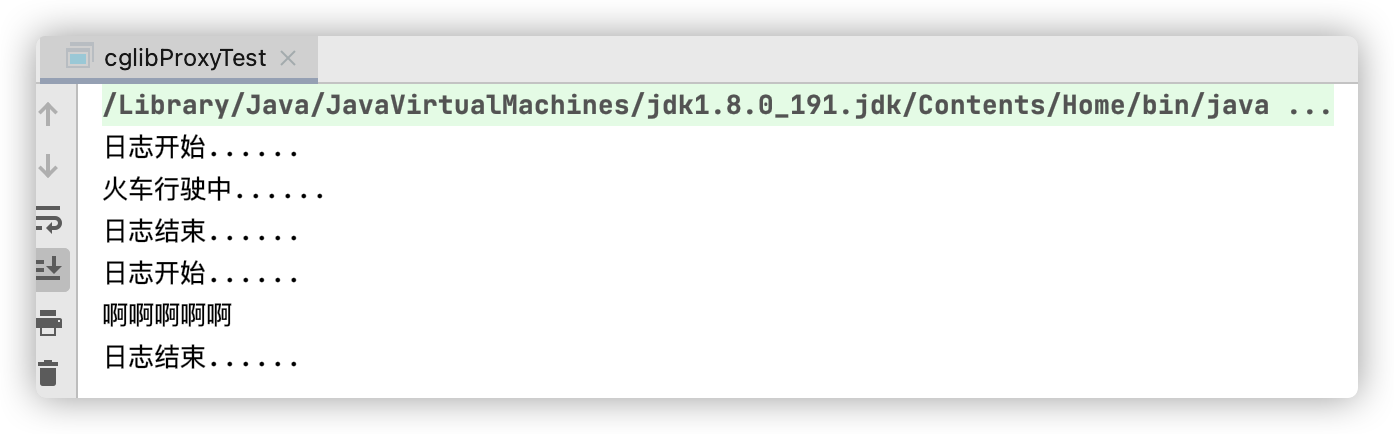 cglibProxyTest
/Library/Java/JavaVirtualMachines/jdk1.8.0_191.jdk/Contents/Home/bin/java ...
日志开始......
火车行驶中......
日志结束......
日志开始......
啊啊啊啊啊
日志结束......